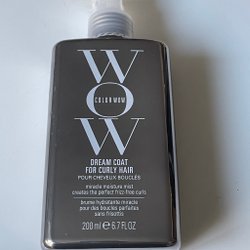 WOW
COLOR WOW
DREAM COAT
FOR CURLY HAIR
POUR CHEVEUX BOUCLÉS
miracle moisture mist
creates the perfect frizz-free curls
brume hydratante miracle
pour des boucles parfaites
sans frisottis
200 ml ℮ 6.7 FL OZ